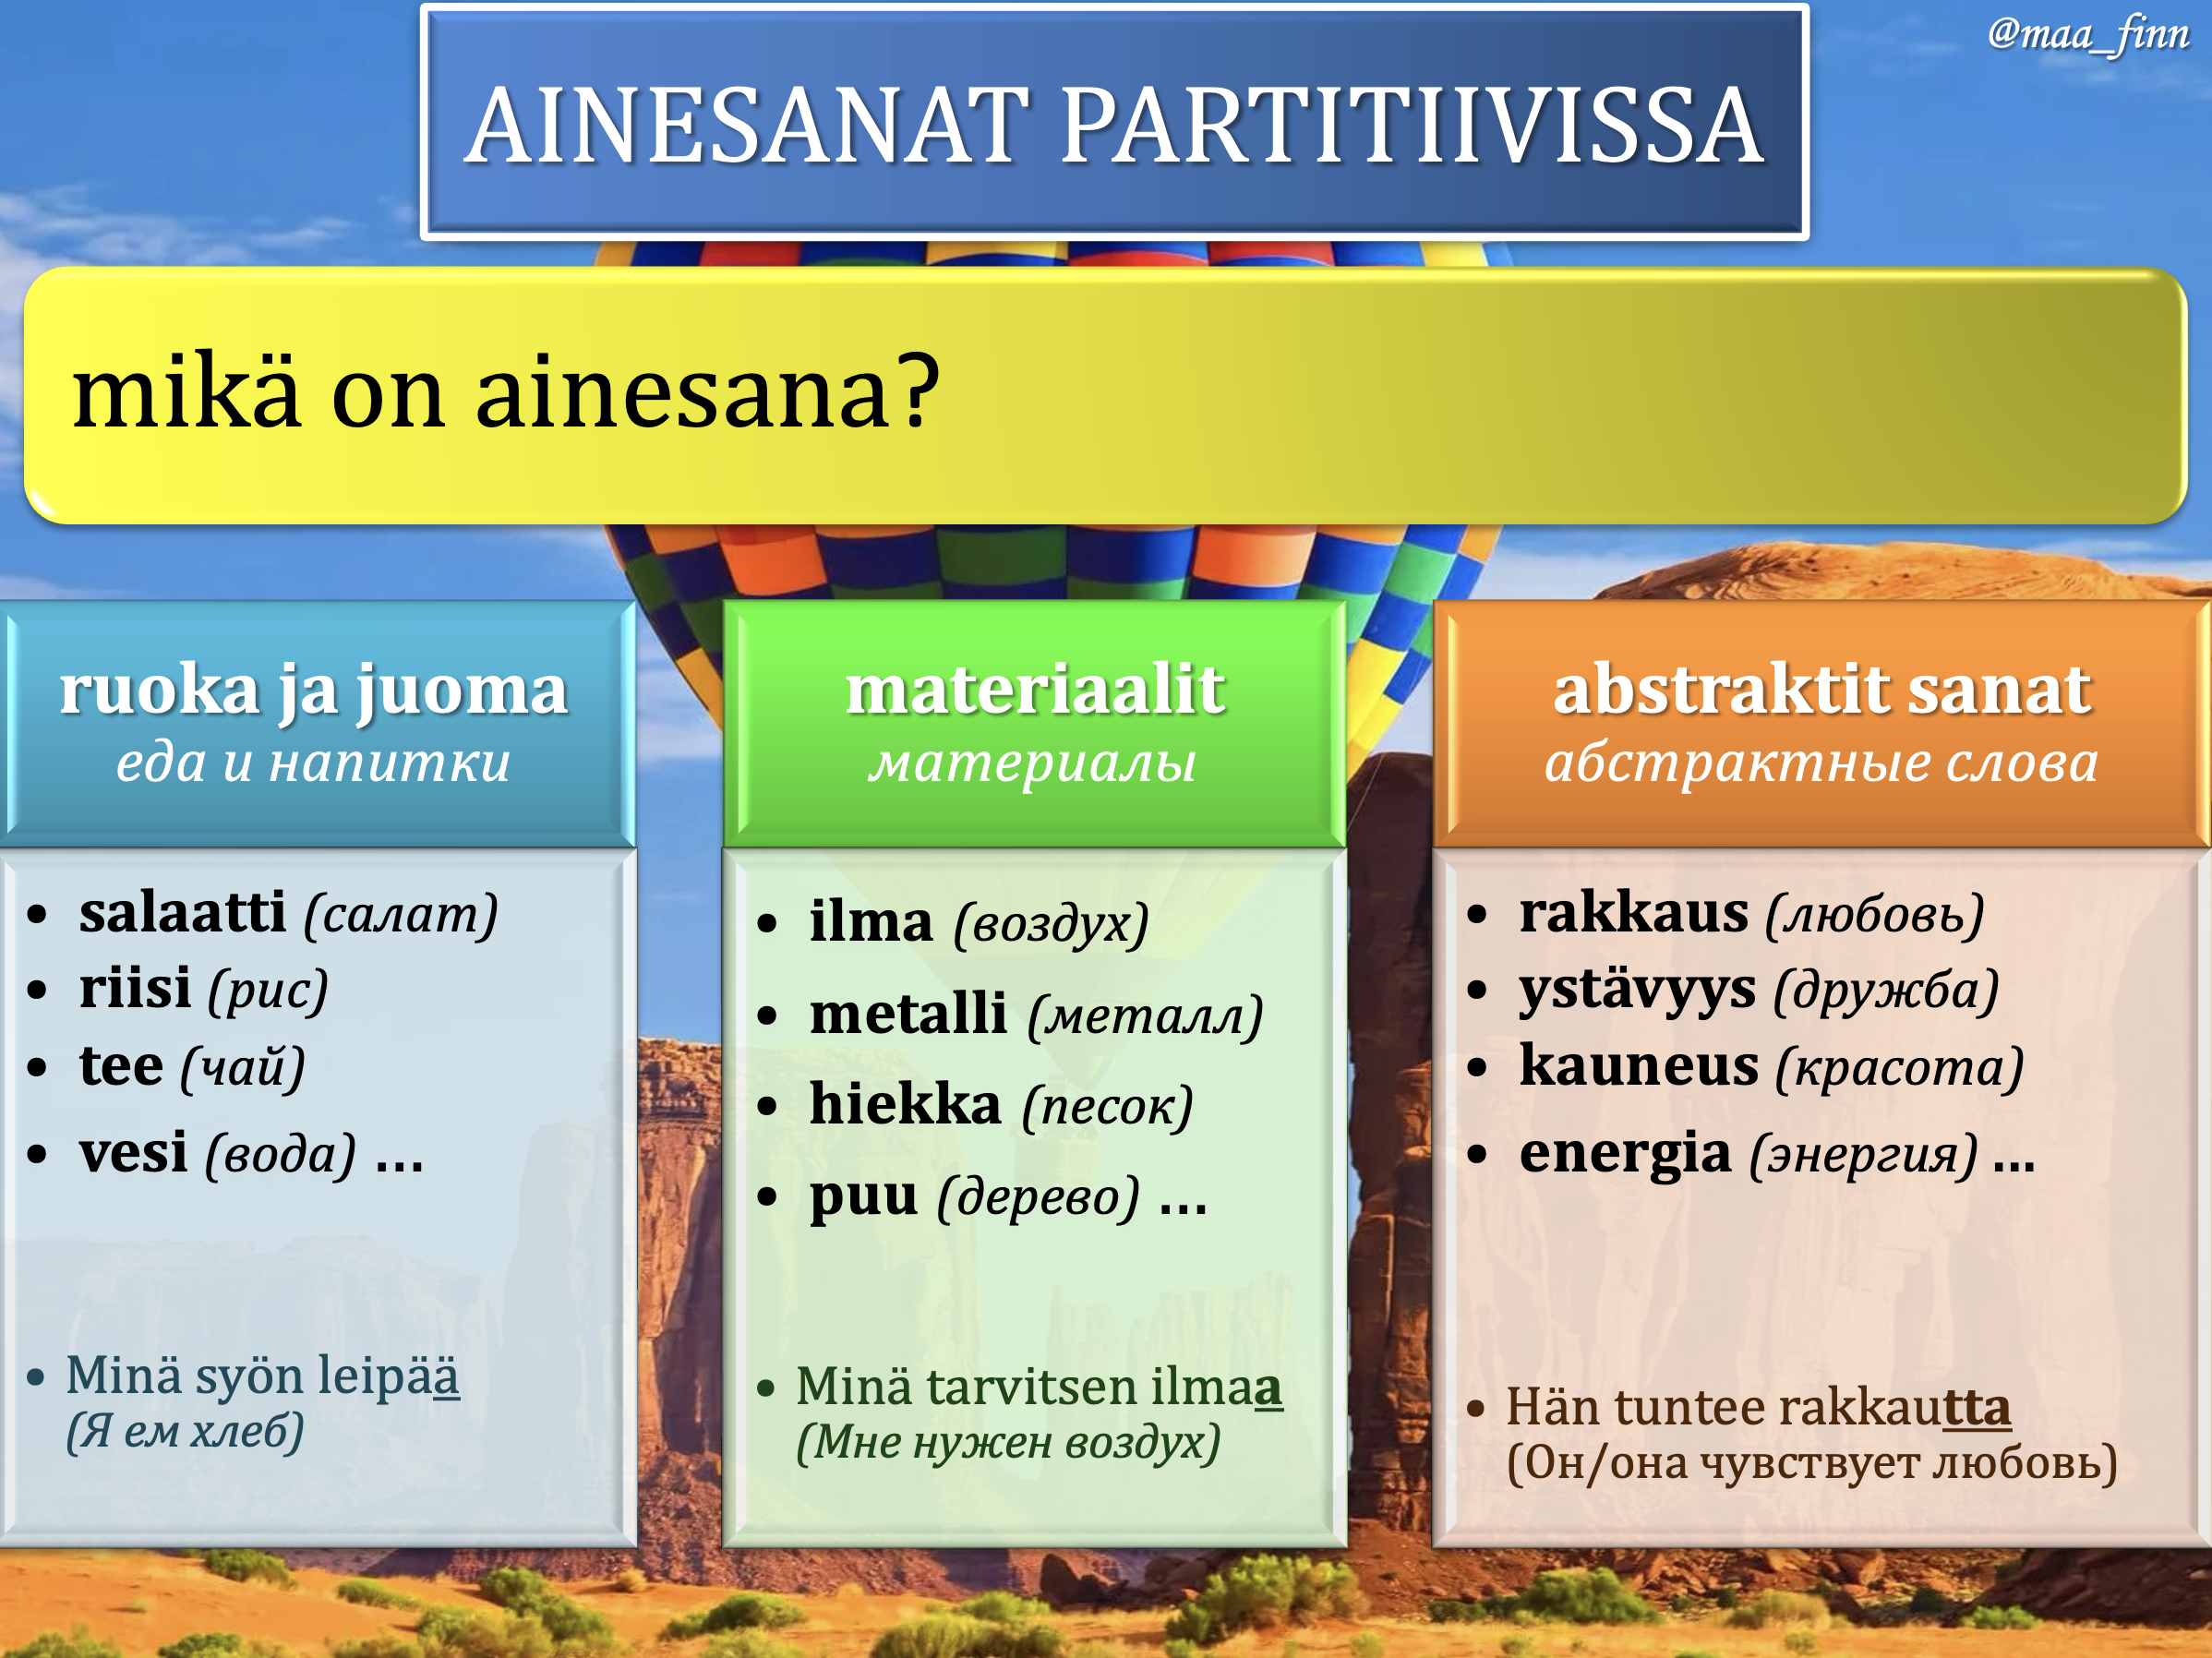 @maa_finn
AINESANAT PARTITIIVISSA
mikä on ainesana?
ruoka ja juoma
еда и напитки
• salaatti (салат)
• riisi (рис)
• tee (чай)
• vesi (вода) ...
• Minä syön leipää
(Я ем хлеб)
materiaalit
материалы
• ilma (воздух)
• metalli (металл)
• hiekka (песок)
• puu (дерево) ...
• Minä tarvitsen ilmaa
(Мне нужен воздух)
abstraktit sanat
абстрактные слова
• rakkaus (любовь)
• ystävyys (дружба)
• kauneus (красота)
• energia (энергия) ...
• Hän tuntee rakkautta
(Он/она чувствует любовь)